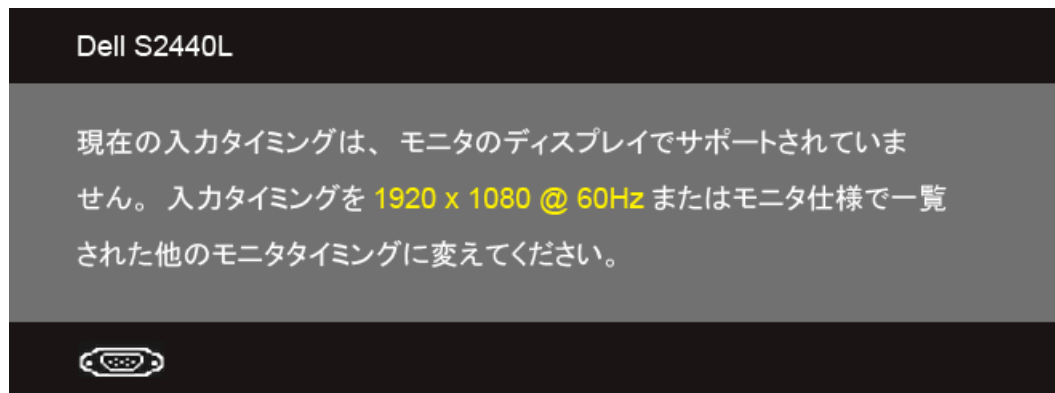 Dell S2440L
現在の入力タイミングは、モニタのディスプレイでサポートされていま
せん。入力タイミングを 1920 x 1080 @ 60Hz またはモニタ仕様で一覧
された他のモニタタイミングに変えてください。